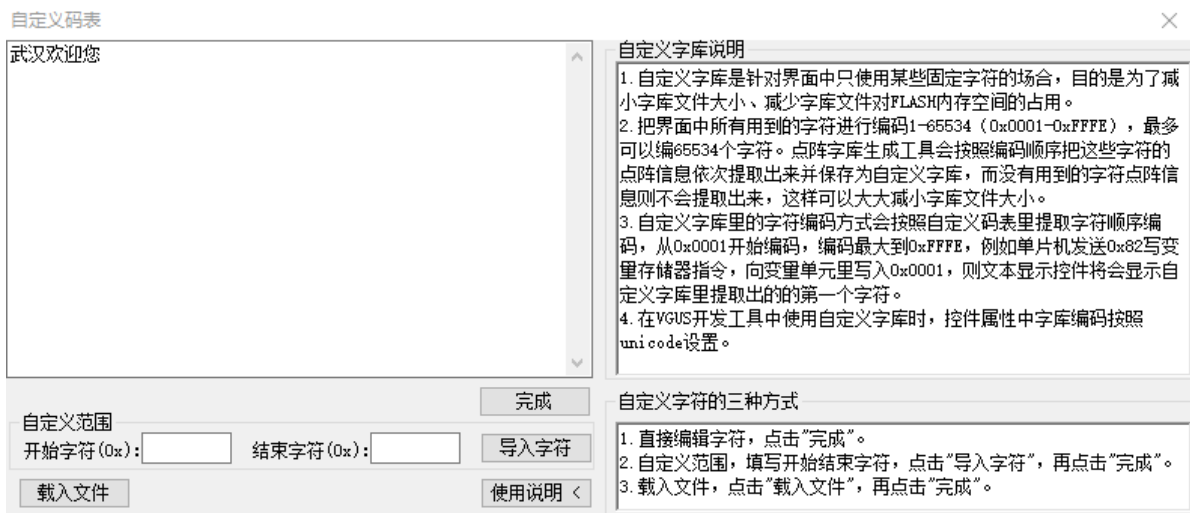 自定义码表
武汉欢迎您
完成
自定义范围
开始字符(0x):
结束字符(0x):
导入字符
载入文件
使用说明 <
自定义字库说明
1.自定义字库是针对界面中只使用某些固定字符的场合，目的是为了减
小字库文件大小、减少字库文件对FLASH内存空间的占用。
2.把界面中所有用到的字符进行编码1-65534（0x0001-0xFFFE），最多
可以编65534个字符。点阵字库生成工具会按照编码顺序把这些字符的
点阵信息依次提取出来并保存为自定义字库，而没有用到的字符点阵信
息则不会提取出来，这样可以大大减小字库文件大小。
3.自定义字库里的字符编码方式会按照自定义码表里提取字符顺序编
码，从0x0001开始编码，编码最大到0xFFFE，例如单片机发送0x82写变
量存储器指令，向变量单元里写入0x0001，则文本显示控件将会显示自
定义字库里提取出的的第一个字符。
4.在VGUS开发工具中使用自定义字库时，控件属性中字库编码按照
unicode设置。
自定义字符的三种方式
1.直接编辑字符，点击"完成"。
2.自定义范围，填写开始结束字符，点击"导入字符"，再点击"完成"。
3.载入文件，点击"载入文件"，再点击"完成"。